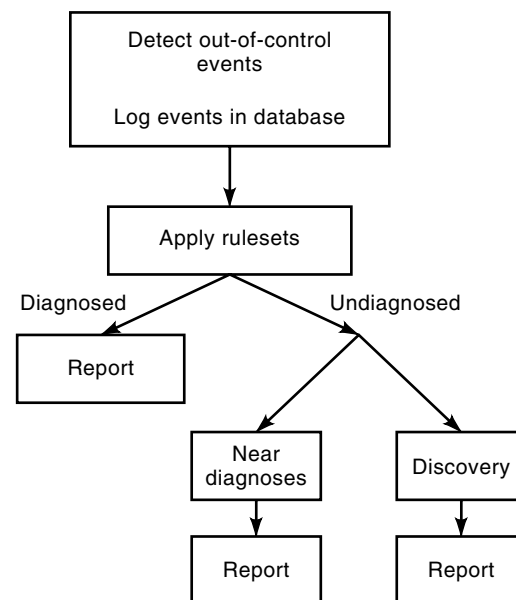 Detect out-of-control
events
Log events in database
Apply rulesets
Diagnosed
Undiagnosed
Report
Near
diagnoses
Discovery
Report
Report